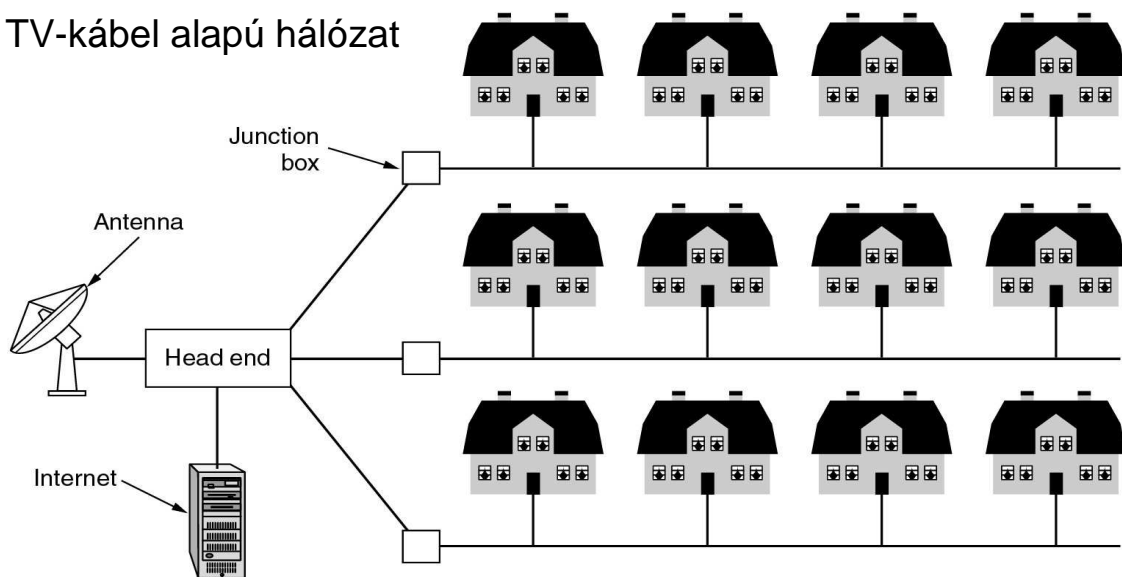 TV-kábel alapú hálózat
Junction
box
Antenna
Head end
Internet